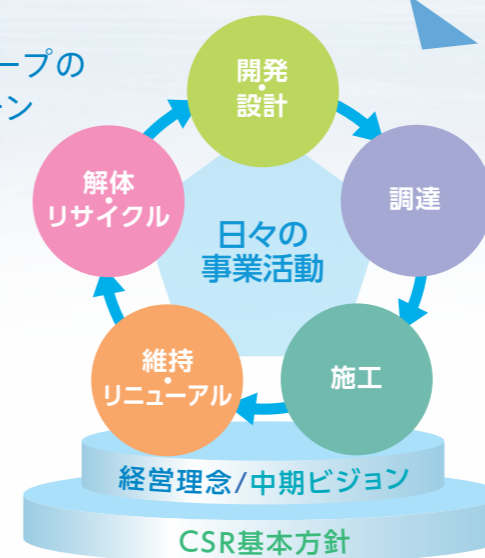 ープの
ーン
開発
・
設計
調達
施工
維持
・
リニューアル
解体
・
リサイクル
日々の
事業活動
経営理念/中期ビジョン
CSR基本方針